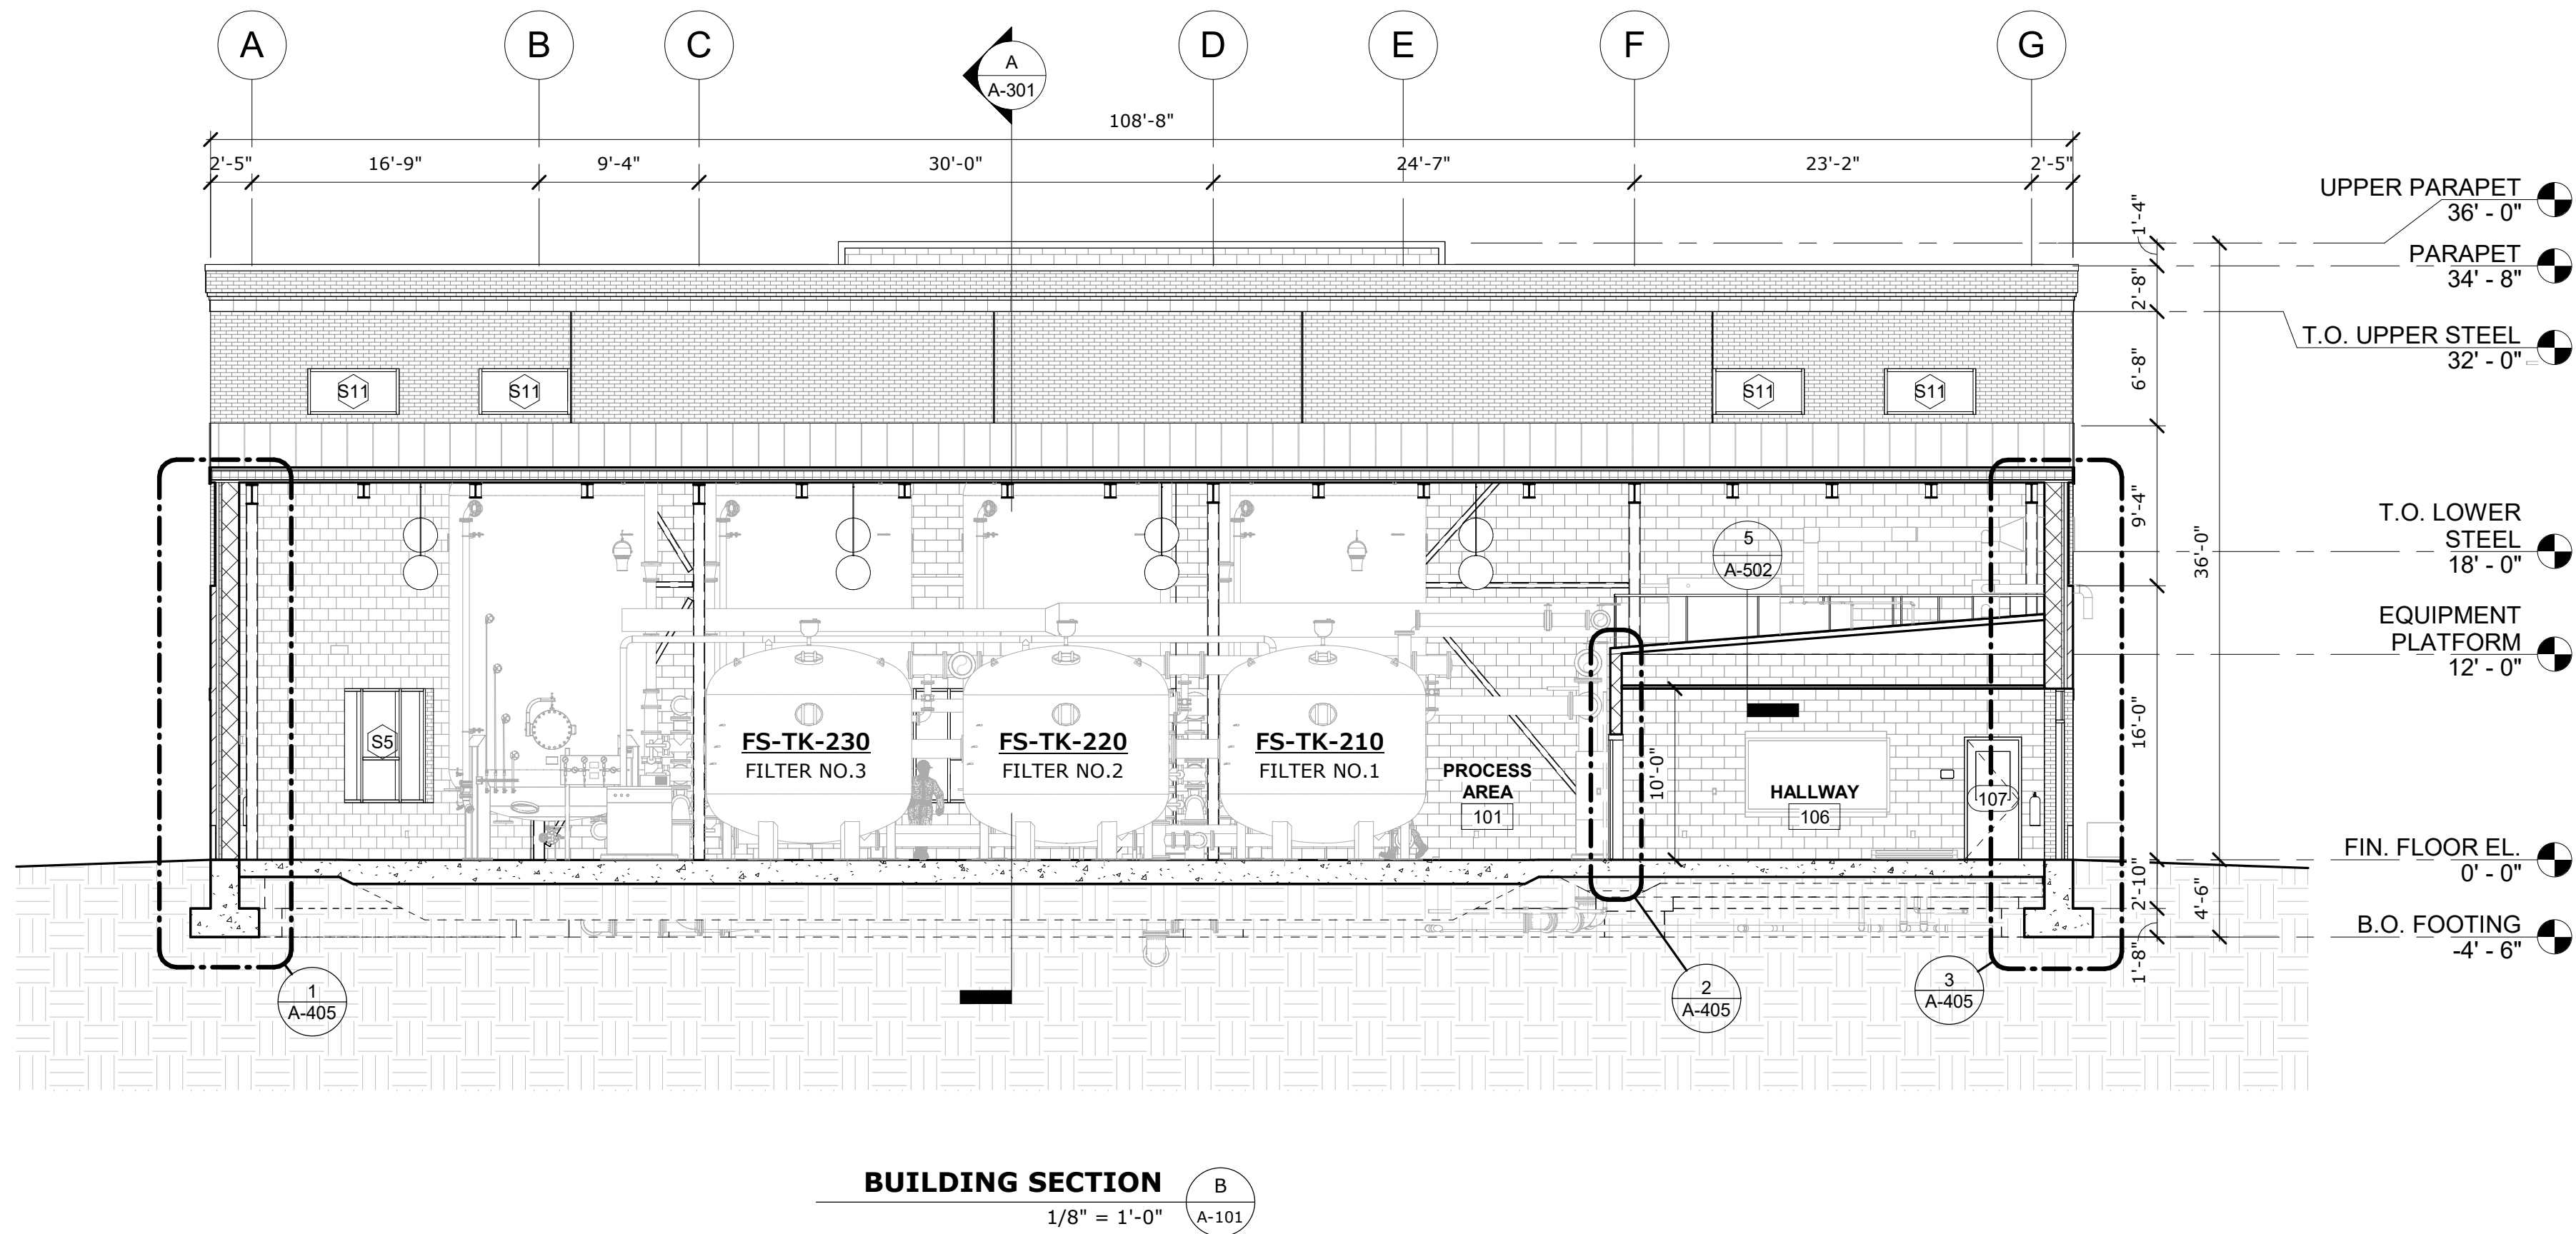 A B C D E F G
A
A-301
108'-8"
2'-5" 16'-9" 9'-4" 30'-0" 24'-7" 23'-2" 2'-5"
UPPER PARAPET
36' - 0"
1'-4"
PARAPET
34' - 8"
2'-8"
T.O. UPPER STEEL
32' - 0"
6'-8"
S11 S11 S11 S11
9'-4"
T.O. LOWER
STEEL
18' - 0"
36'-0"
5
A-502
EQUIPMENT
PLATFORM
12' - 0"
16'-0"
S5
FS-TK-230
FILTER NO.3
FS-TK-220
FILTER NO.2
FS-TK-210
FILTER NO.1
PROCESS
AREA
101
10'-0"
HALLWAY
106
107
FIN. FLOOR EL.
0' - 0"
2'-10"
4'-6"
B.O. FOOTING
-4' - 6"
1'-8"
1
A-405
2
A-405
3
A-405
BUILDING SECTION
1/8" = 1'-0"
B
A-101